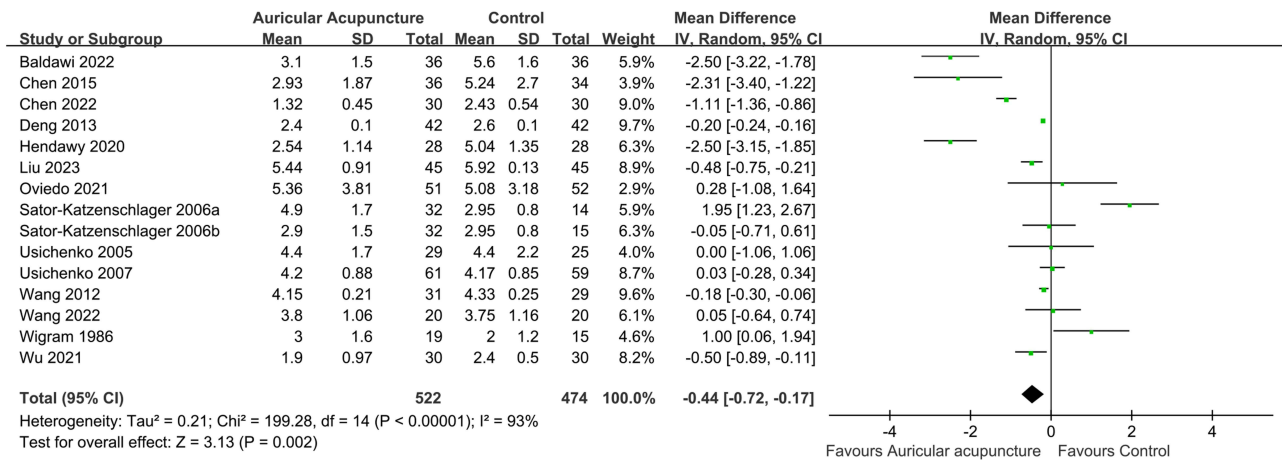 Auricular Acupuncture Control Mean Difference Mean Difference
Study or Subgroup Mean SD Total Mean SD Total Weight IV, Random, 95% CI IV, Random, 95% CI
Baldawi 2022 3.1 1.5 36 5.6 1.6 36 5.9% -2.50 [-3.22, -1.78]
Chen 2015 2.93 1.87 36 5.24 2.7 34 3.9% -2.31 [-3.40, -1.22]
Chen 2022 1.32 0.45 30 2.43 0.54 30 9.0% -1.11 [-1.36, -0.86]
Deng 2013 2.4 0.1 42 2.6 0.1 42 9.7% -0.20 [-0.24, -0.16]
Hendawy 2020 2.54 1.14 28 5.04 1.35 28 6.3% -2.50 [-3.15, -1.85]
Liu 2023 5.44 0.91 45 5.92 0.13 45 8.9% -0.48 [-0.75, -0.21]
Oviedo 2021 5.36 3.81 51 5.08 3.18 52 2.9% 0.28 [-1.08, 1.64]
Sator-Katzenschlager 2006a 4.9 1.7 32 2.95 0.8 14 5.9% 1.95 [1.23, 2.67]
Sator-Katzenschlager 2006b 2.9 1.5 32 2.95 0.8 15 6.2% -0.05 [-0.71, 0.61]
Usichenko 2005 4.4 1.7 29 4.4 2.2 25 4.0% 0.00 [-1.06, 1.06]
Usichenko 2007 4.2 0.88 61 4.17 0.85 59 8.7% 0.03 [-0.28, 0.34]
Wang 2012 4.15 0.21 31 4.33 0.25 29 9.6% -0.18 [-0.30, -0.06]
Wang 2022 3.8 1.06 20 3.75 1.16 20 6.1% 0.05 [-0.64, 0.74]
Wigram 1986 3 1.6 19 2 1.2 15 4.6% 1.00 [0.06, 1.94]
Wu 2021 1.9 0.97 30 2.4 0.5 30 8.2% -0.50 [-0.89, -0.11]
Total (95% CI) 522 474 100.0% -0.44 [-0.72, -0.17]
Heterogeneity: Tau² = 0.21; Chi² = 199.28, df = 14 (P < 0.00001); I² = 93%
Test for overall effect: Z = 3.13 (P = 0.002)
-4 -2 0 2 4
Favours Auricular acupuncture Favours Control